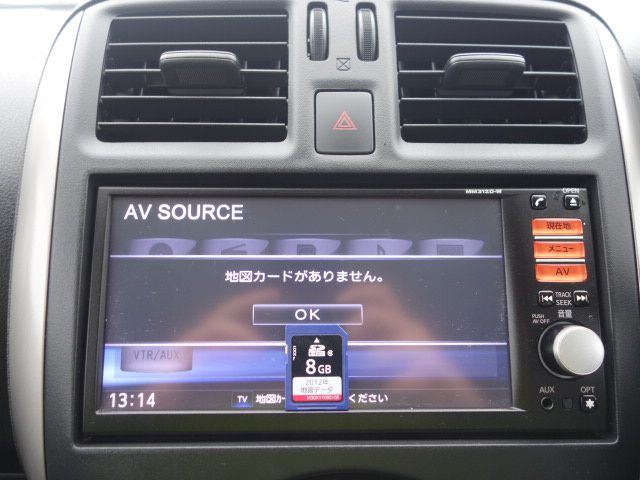 MM312D-W
OPEN
AV SOURCE
現在地
メニュー
AV
地図カードがありません。
TRACK
SEEK
OK
音量
PUSH
AV OFF
VTR/AUX
8GB
2012年
地図データ
AUX
OPT
13:14
TV
地図カー
ください